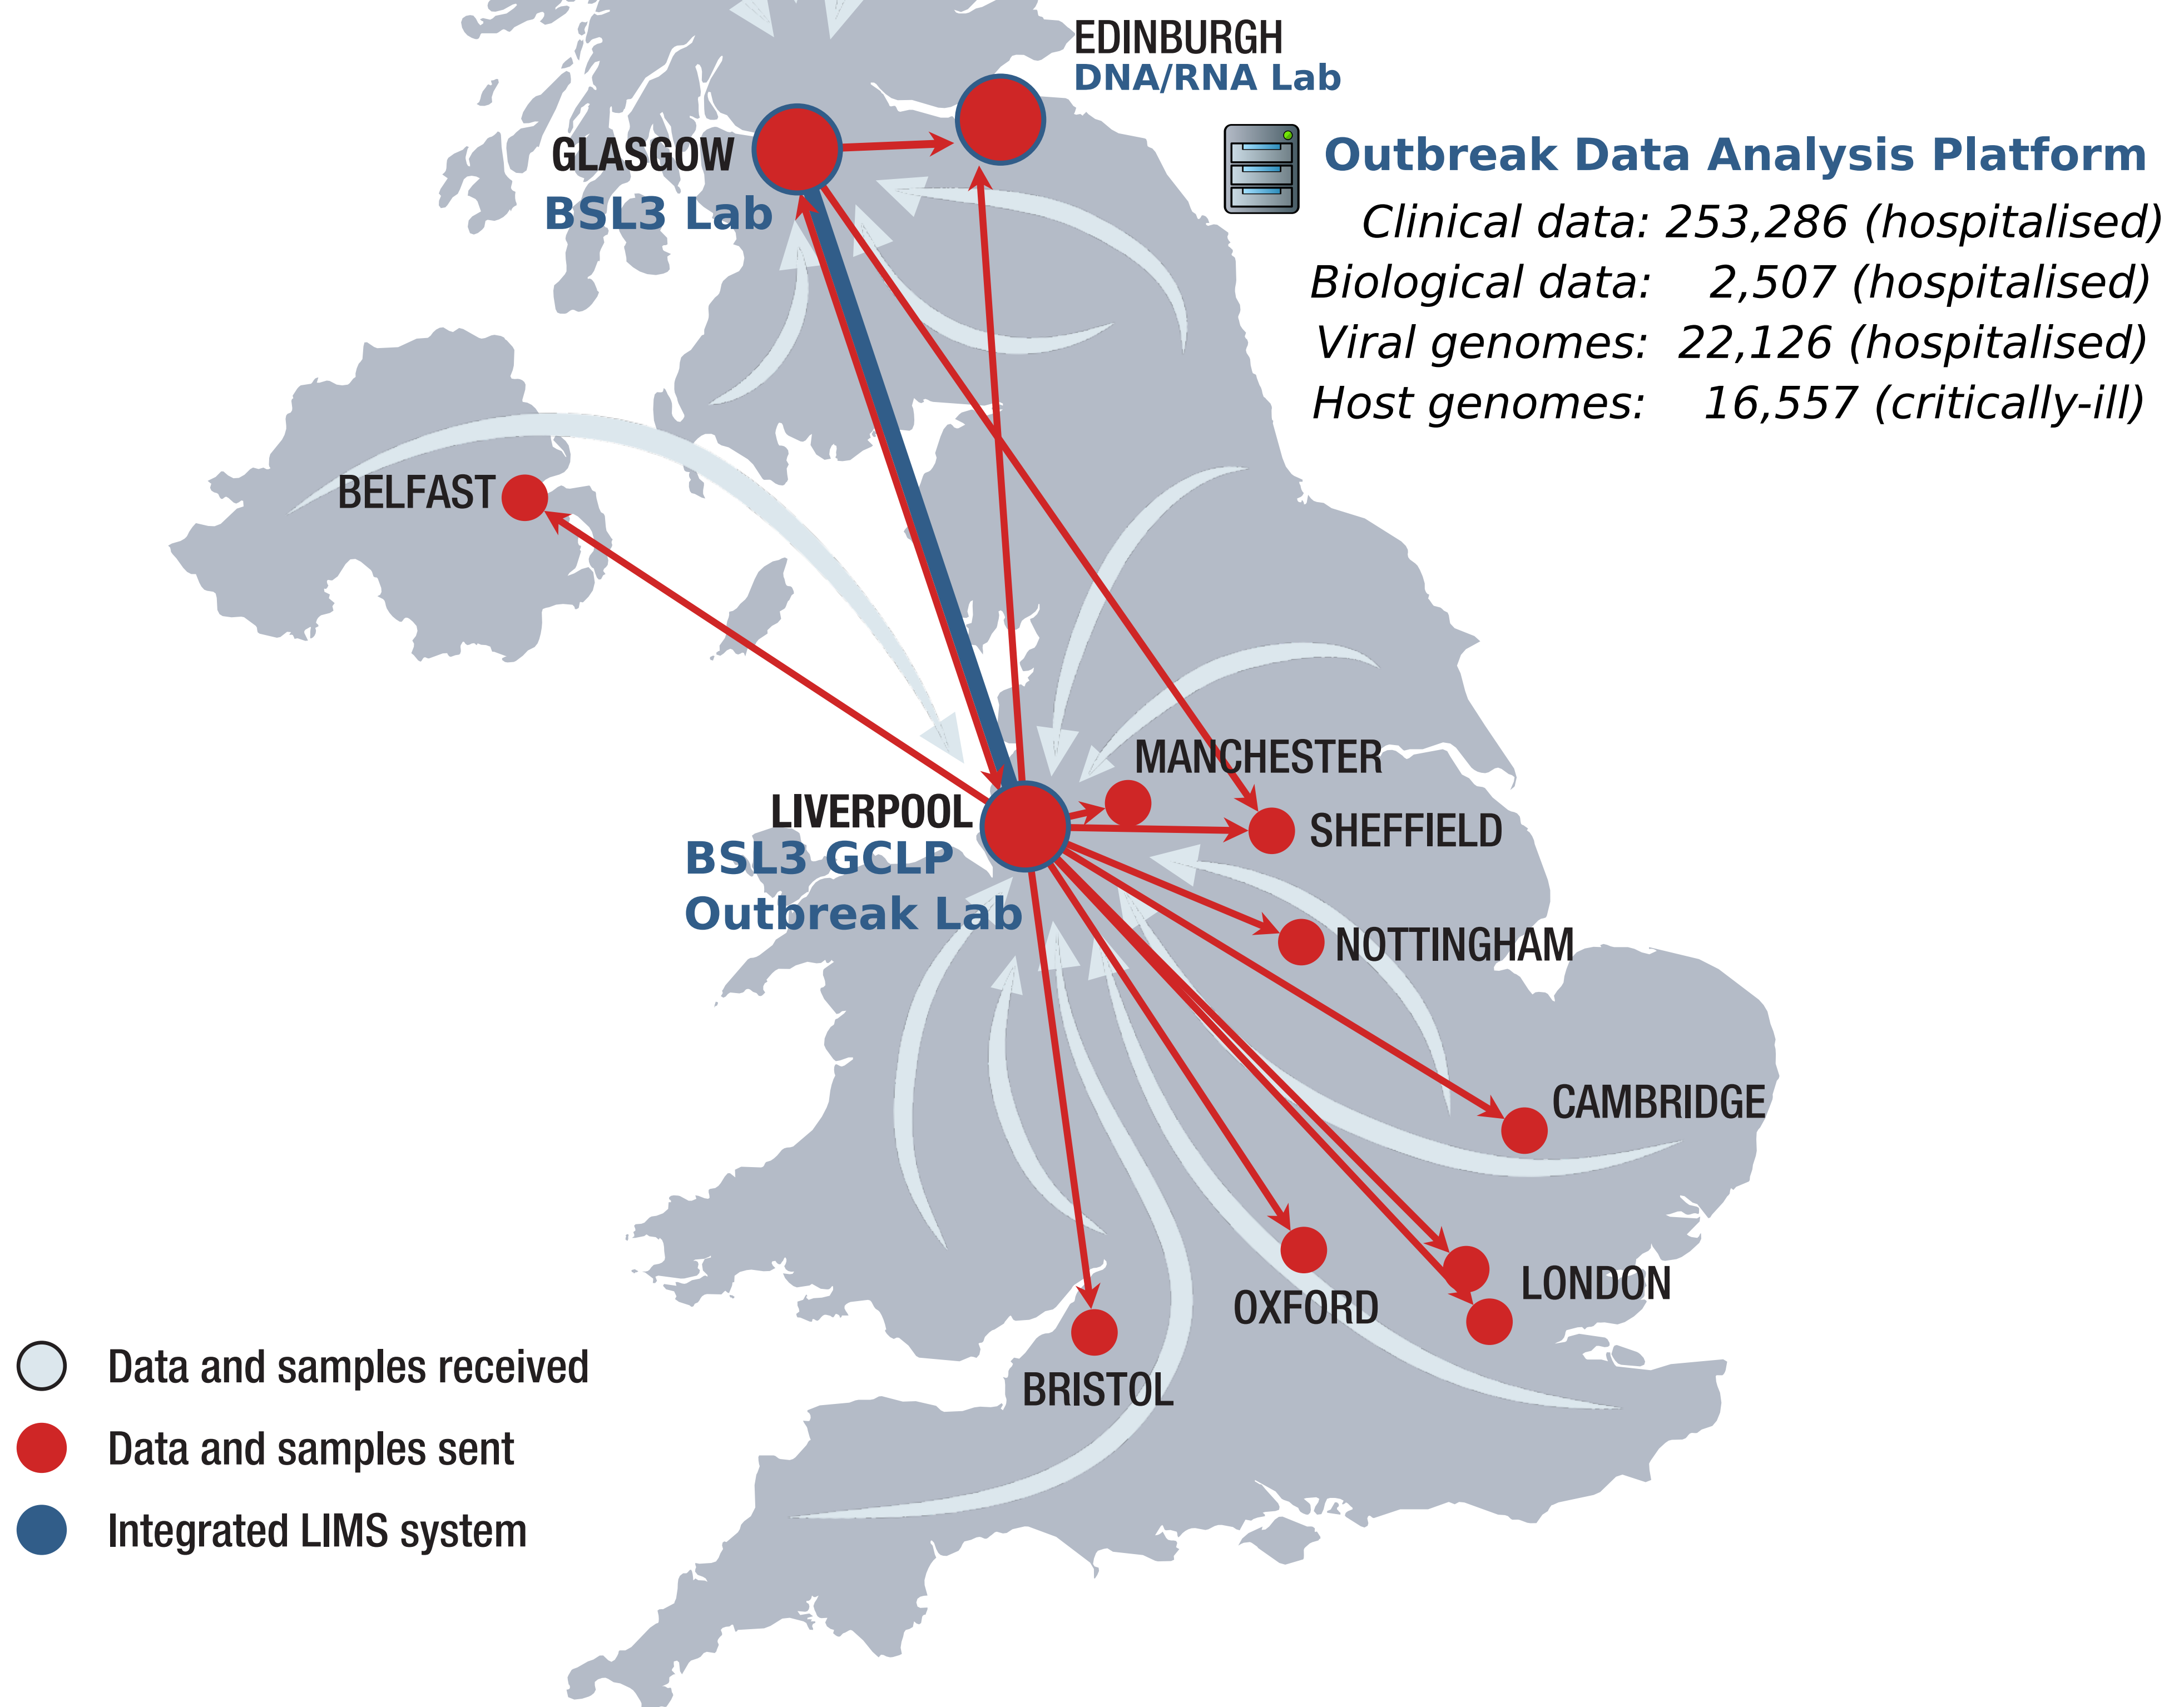 EDINBURGH
DNA/RNA Lab
GLASGOW
BSL3 Lab
Outbreak Data Analysis Platform
Clinical data: 253,286 (hospitalised)
Biological data: 2,507 (hospitalised)
Viral genomes: 22,126 (hospitalised)
Host genomes: 16,557 (critically-ill)
BELFAST
MANCHESTER
LIVERPOOL
BSL3 GCLP
Outbreak Lab
SHEFFIELD
NOTTINGHAM
CAMBRIDGE
LONDON
OXFORD
BRISTOL
Data and samples received
Data and samples sent
Integrated LIMS system